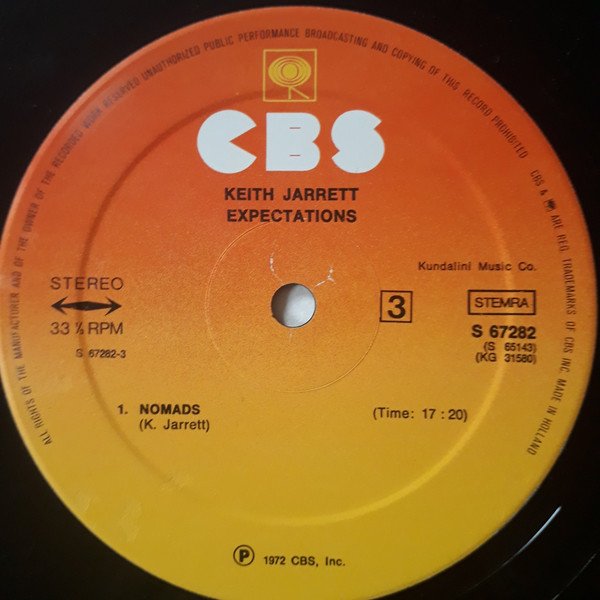 ALL RIGHTS OF THE MANUFACTURER AND OF THE OWNER OF THE RECORDED WORK RESERVED UNAUTHORIZED PUBLIC PERFORMANCE BROADCASTING AND COPYING OF THIS RECORD PROHIBITED
CBS & ARE REG. TRADEMARKS OF CBS INC. MADE IN HOLLAND
CBS
KEITH JARRETT
EXPECTATIONS
Kundalini Music Co.
STEREO
33 ⅓ RPM
S 67282-3
3
STEMRA
S 67282
(S 65143)
(KG 31580)
1. NOMADS (Time: 17 : 20)
(K. Jarrett)
Ⓟ 1972 CBS, Inc.